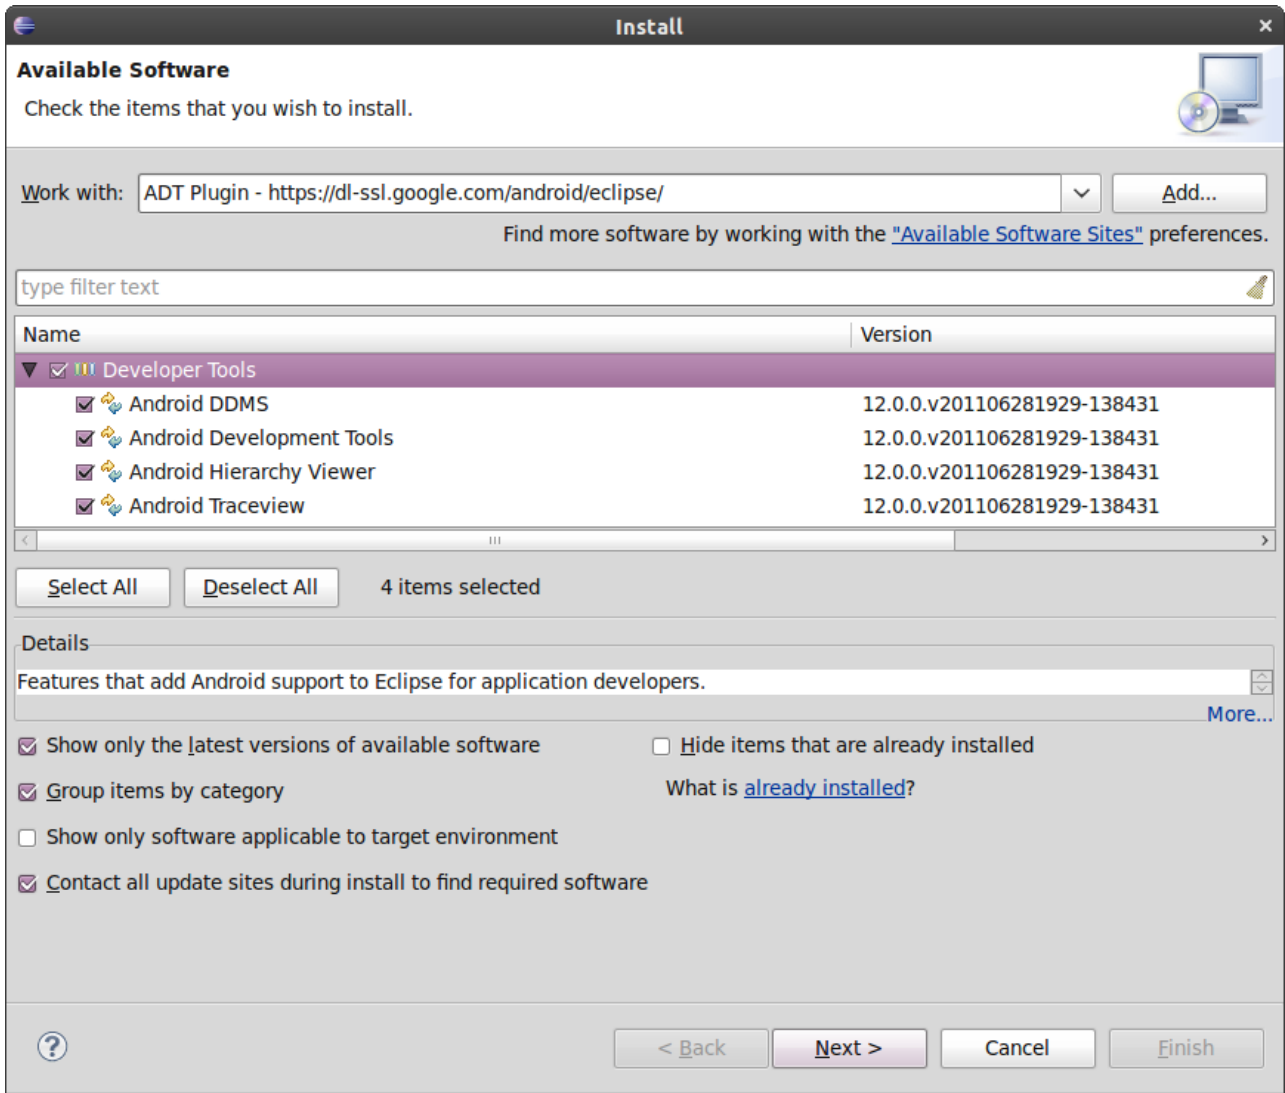 Install
Available Software
Check the items that you wish to install.
Work with: ADT Plugin - https://dl-ssl.google.com/android/eclipse/ Add...
Find more software by working with the "Available Software Sites" preferences.
type filter text
Name Version
Developer Tools
Android DDMS 12.0.0.v201106281929-138431
Android Development Tools 12.0.0.v201106281929-138431
Android Hierarchy Viewer 12.0.0.v201106281929-138431
Android Traceview 12.0.0.v201106281929-138431
Select All Deselect All 4 items selected
Details
Features that add Android support to Eclipse for application developers.
More...
Show only the latest versions of available software Hide items that are already installed
Group items by category What is already installed?
Show only software applicable to target environment
Contact all update sites during install to find required software
? < Back Next > Cancel Finish